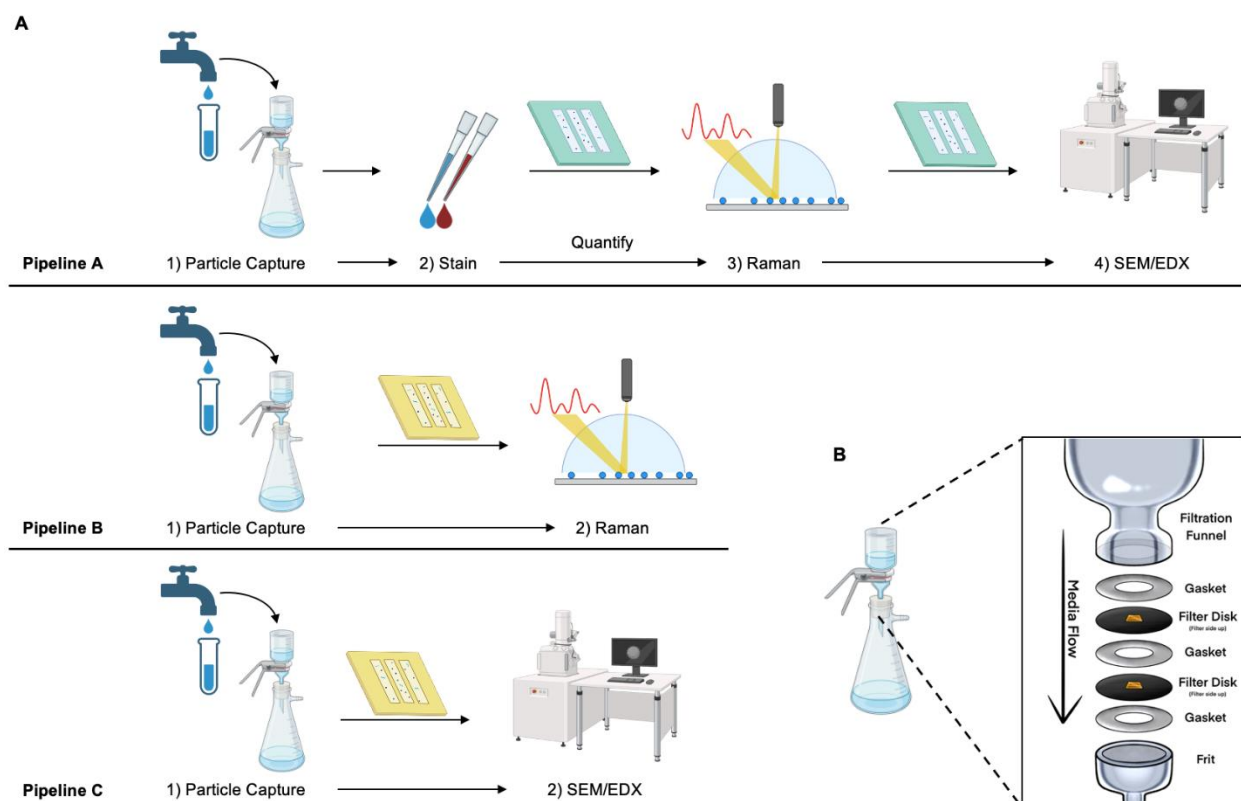 A
Quantify
Pipeline A
1) Particle Capture
2) Stain
3) Raman
4) SEM/EDX
Pipeline B
1) Particle Capture
2) Raman
Pipeline C
1) Particle Capture
2) SEM/EDX
B
Media Flow
Filtration
Funnel
Gasket
Filter Disk
(Filter side up)
Gasket
Filter Disk
(Filter side up)
Gasket
Frit